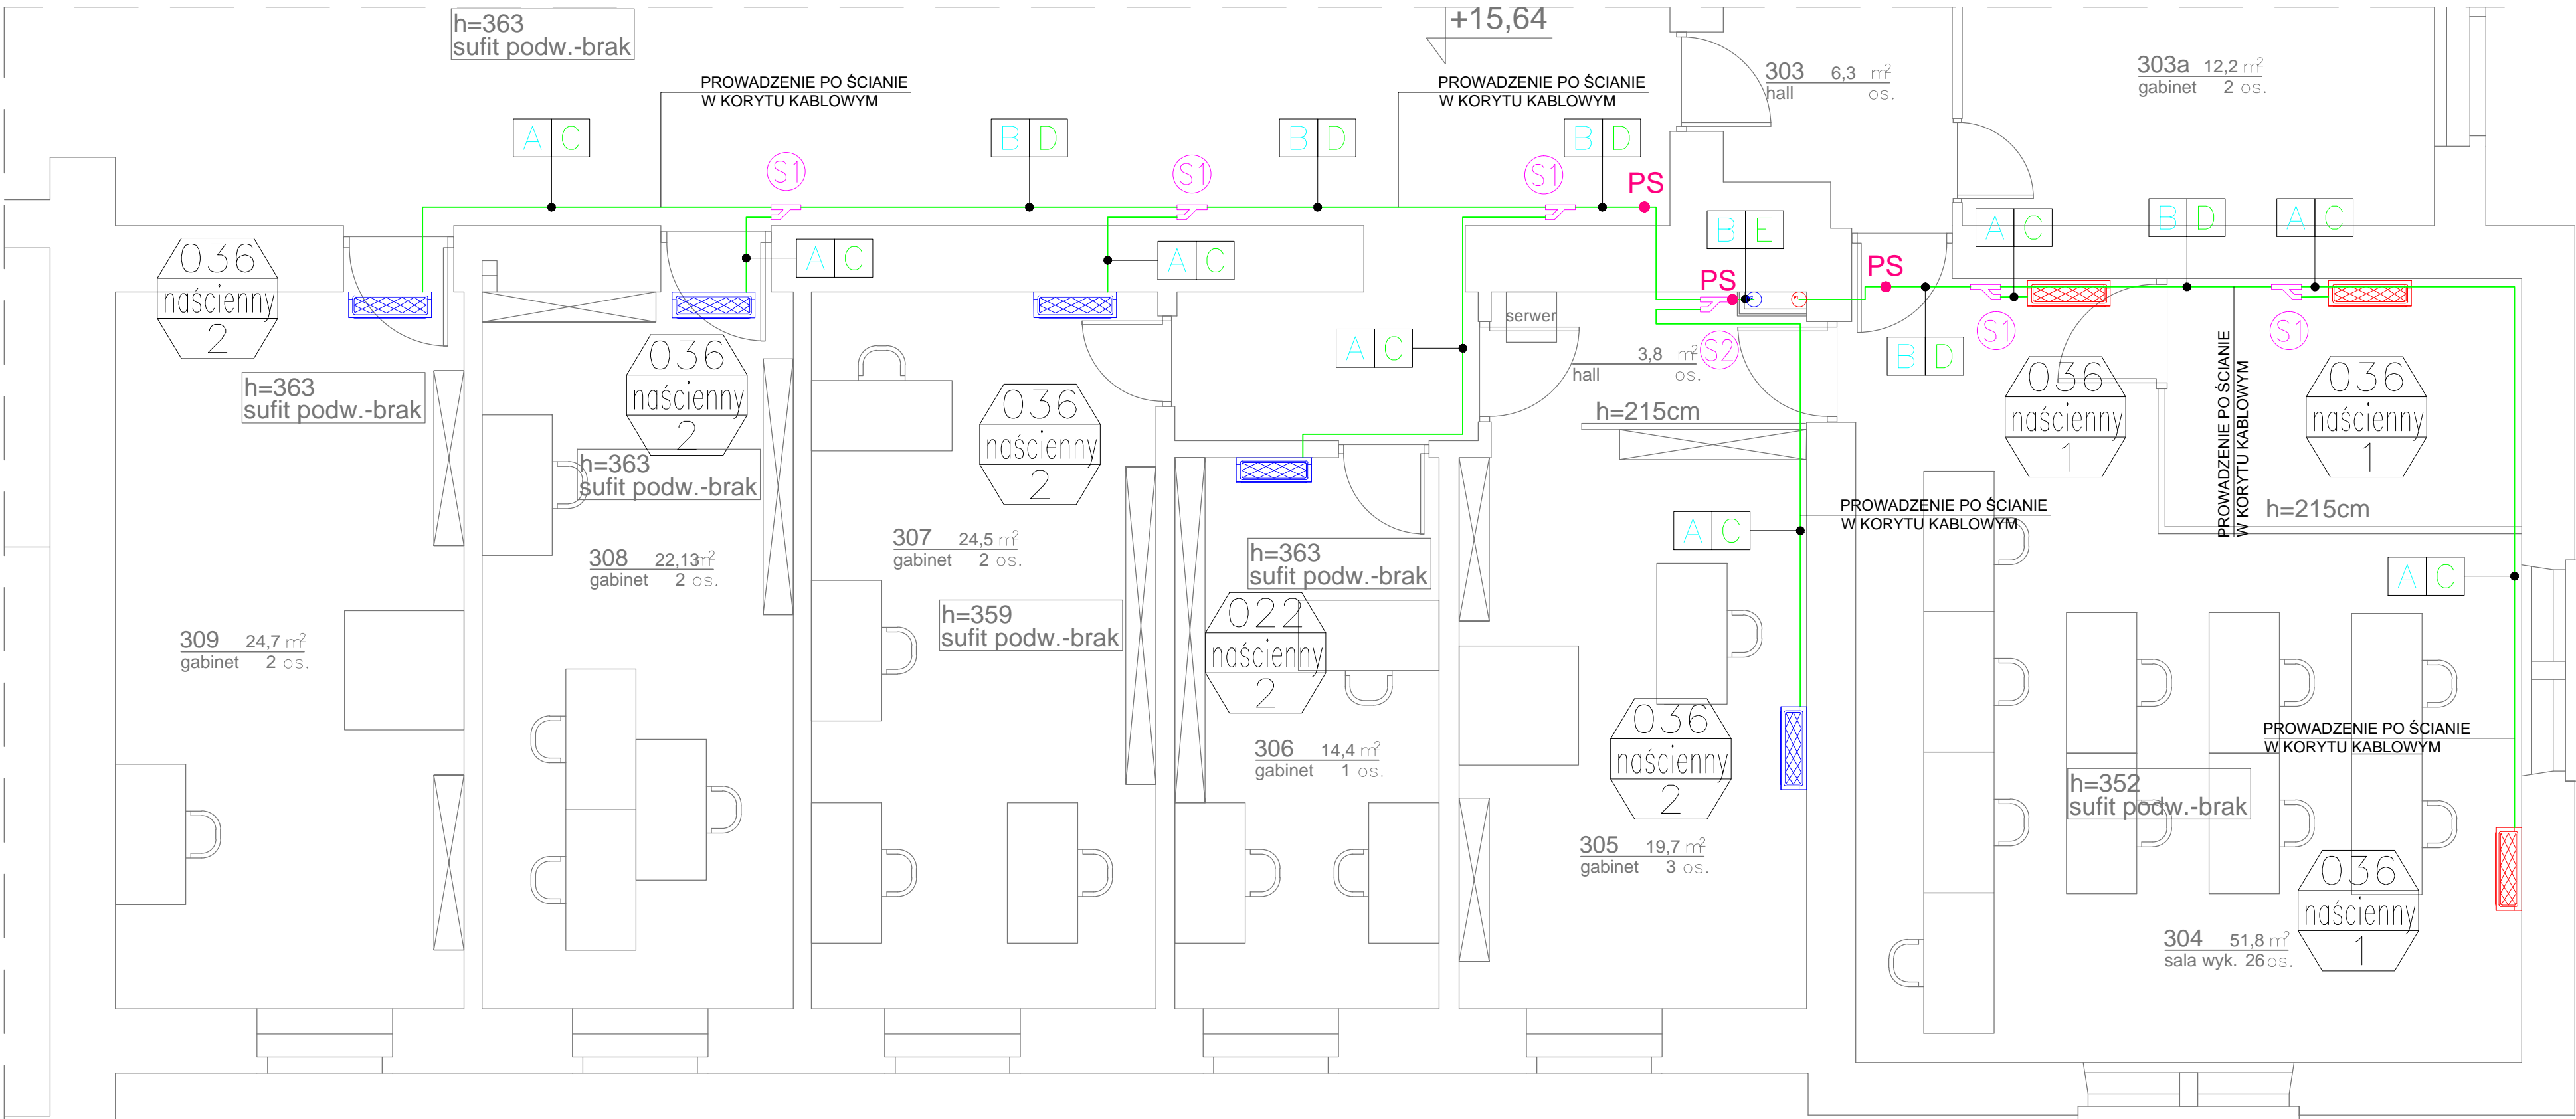 h=363
sufit podw.-brak
+15,64
PROWADZENIE PO ŚCIANIE
W KORYTU KABLOWYM
PROWADZENIE PO ŚCIANIE
W KORYTU KABLOWYM
303 6,3 m²
hall os.
303a 12,2 m²
gabinet 2 os.
A C
B D
B D
B D
S1
S1
S1
PS
A C
A C
B E
A C
B D
A C
PS
PS
036
naścienny
2
serwer
S2
3,8 m²
hall os.
h=215cm
A C
B D
S1
S1
h=363
sufit podw.-brak
036
naścienny
2
036
naścienny
2
036
naścienny
1
036
naścienny
1
PROWADZENIE PO ŚCIANIE
W KORYTU KABLOWYM
h=363
sufit podw.-brak
308 22,13m²
gabinet 2 os.
307 24,5 m²
gabinet 2 os.
h=363
sufit podw.-brak
A C
PROWADZENIE PO ŚCIANIE
W KORYTU KABLOWYM
h=215cm
A C
309 24,7 m²
gabinet 2 os.
h=359
sufit podw.-brak
022
naścienny
2
306 14,4 m²
gabinet 1 os.
036
naścienny
2
305 19,7 m²
gabinet 3 os.
PROWADZENIE PO ŚCIANIE
W KORYTU KABLOWYM
h=352
sufit podw.-brak
036
naścienny
1
304 51,8 m²
sala wyk. 26 os.